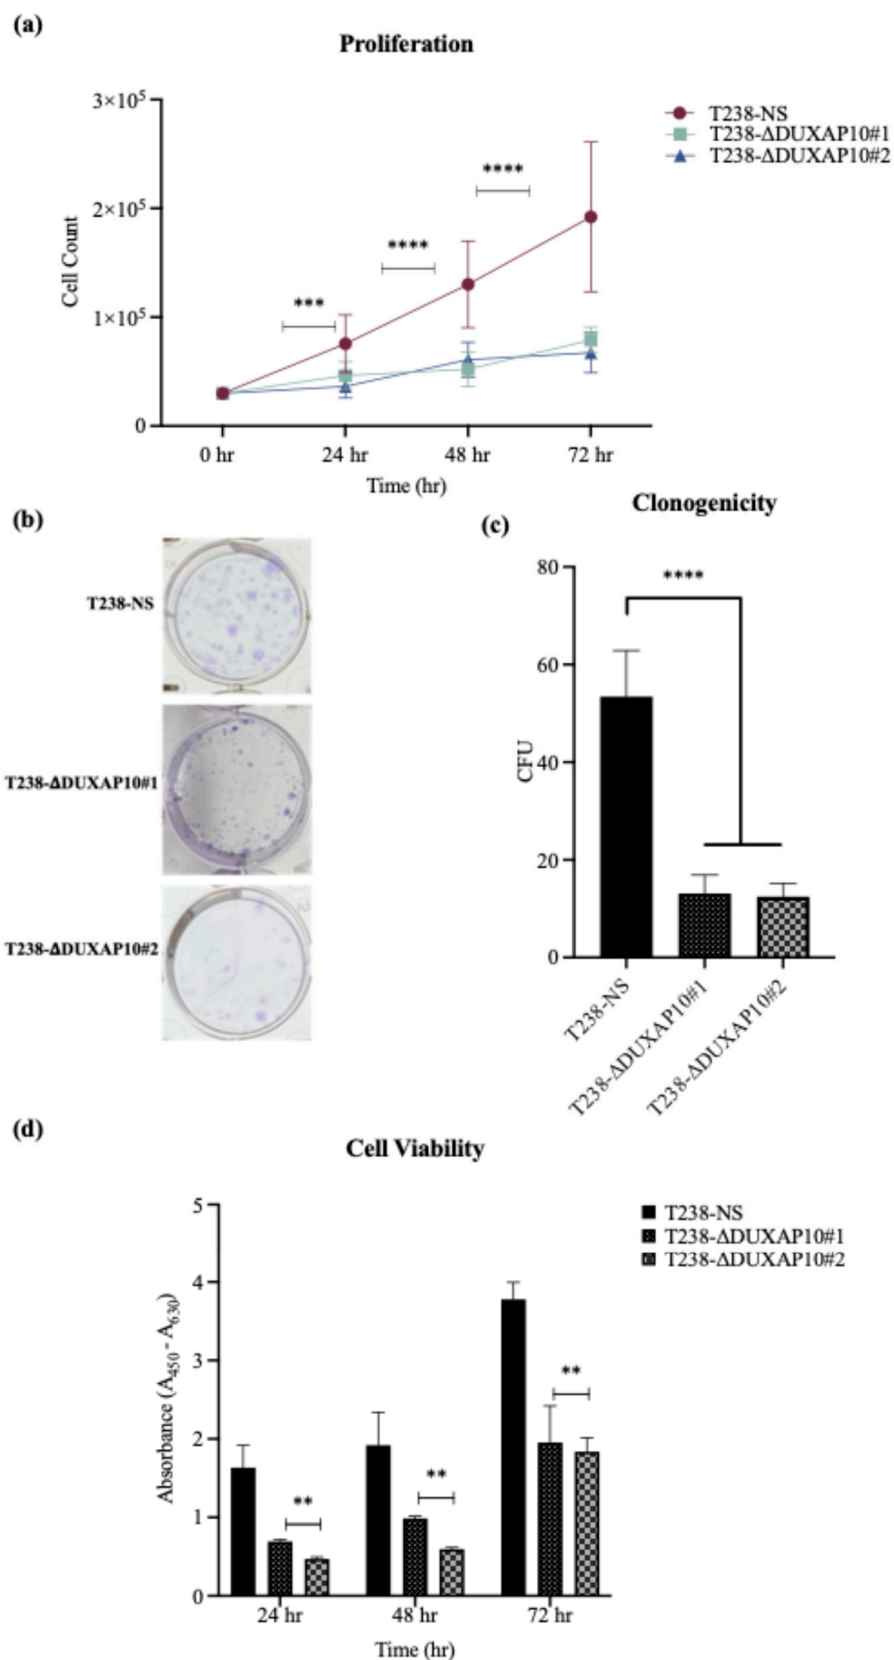 (a)
Proliferation
3×10⁵
2×10⁵
1×10⁵
0
Cell Count
***
****
****
T238-NS
T238-ΔDUXAP10#1
T238-ΔDUXAP10#2
0 hr 24 hr 48 hr 72 hr
Time (hr)
(b)
T238-NS
T238-ΔDUXAP10#1
T238-ΔDUXAP10#2
(c)
Clonogenicity
80
60
40
20
0
CFU
****
T238-NS
T238-ΔDUXAP10#1
T238-ΔDUXAP10#2
(d)
Cell Viability
5
4
3
2
1
0
Absorbance (A₄₅₀ - A₆₃₀)
**
**
**
T238-NS
T238-ΔDUXAP10#1
T238-ΔDUXAP10#2
24 hr 48 hr 72 hr
Time (hr)